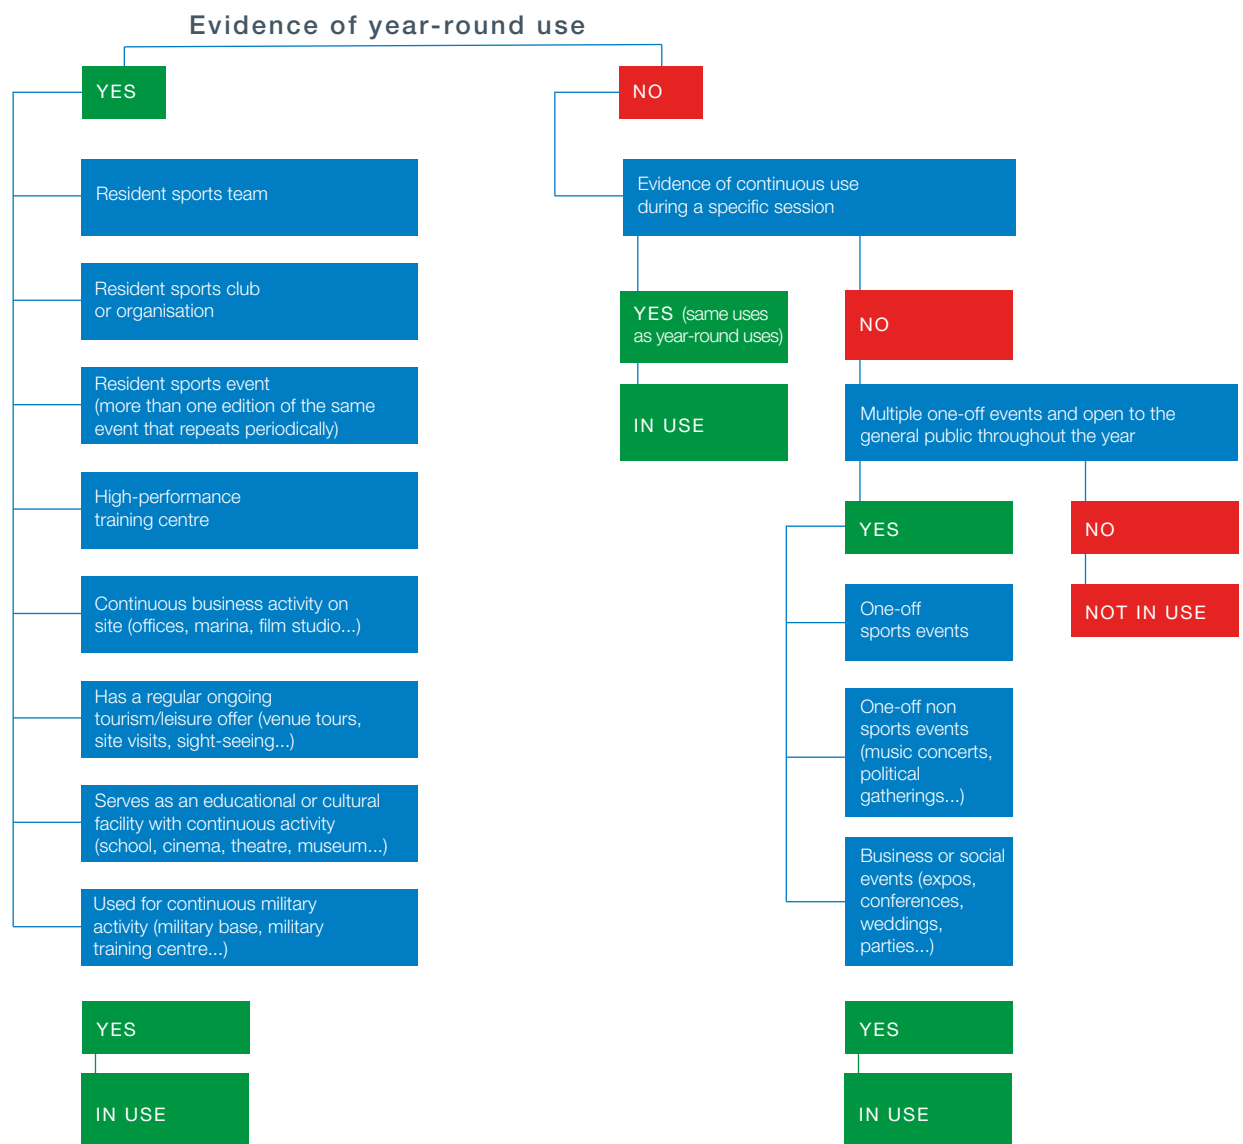 Evidence of year-round use
YES
Resident sports team
Resident sports club
or organisation
Resident sports event
(more than one edition of the same
event that repeats periodically)
High-performance
training centre
Continuous business activity on
site (offices, marina, film studio...)
Has a regular ongoing
tourism/leisure offer (venue tours,
site visits, sight-seeing...)
Serves as an educational or cultural
facility with continuous activity
(school, cinema, theatre, museum...)
Used for continuous military
activity (military base, military
training centre...)
YES
IN USE
NO
Evidence of continuous use
during a specific session
YES (same uses
as year-round uses)
IN USE
NO
Multiple one-off events and open to the
general public throughout the year
YES
One-off
sports events
One-off non
sports events
(music concerts,
political
gatherings...)
Business or social
events (expos,
conferences,
weddings,
parties...)
YES
IN USE
NO
NOT IN USE